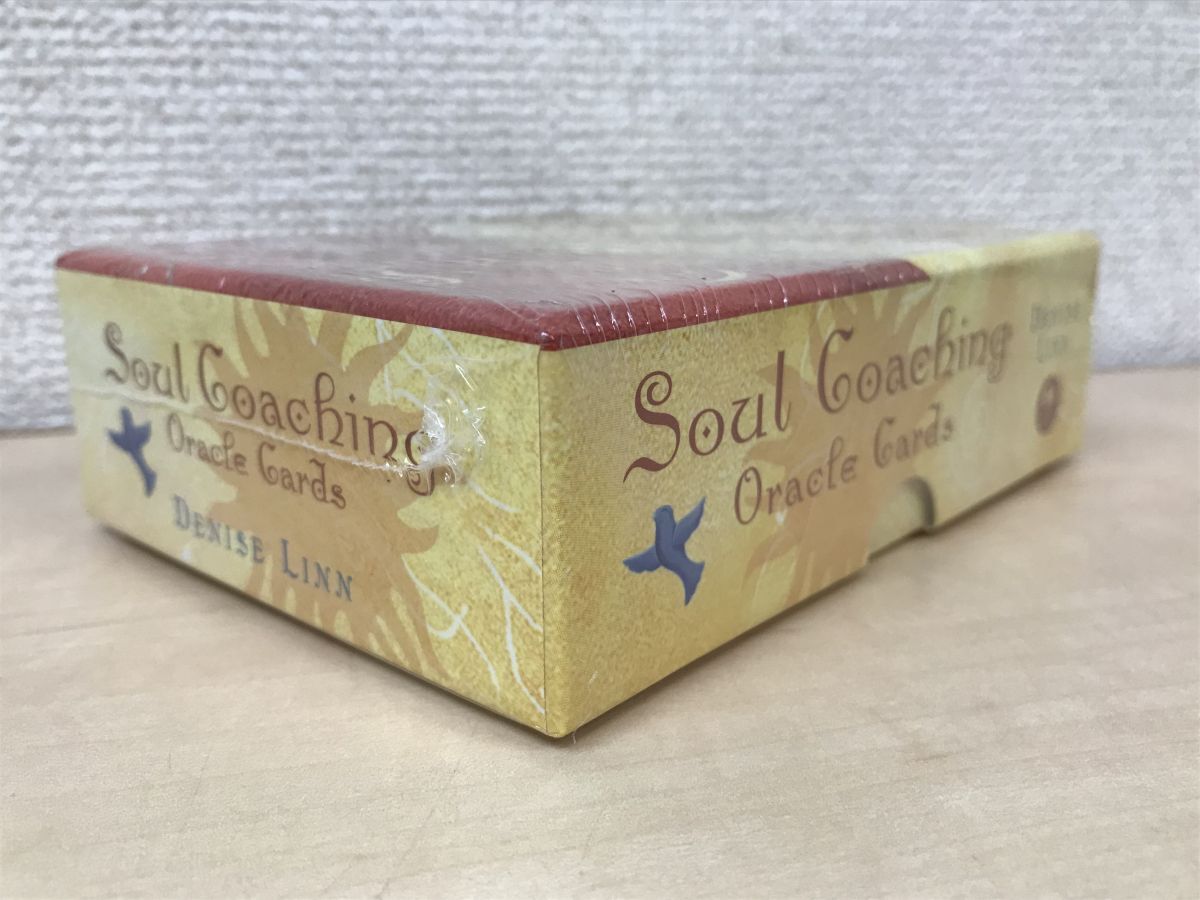 Soul Coaching
Oracle Cards
Denise Linn
Soul Coaching
Oracle Cards
Denise
Linn